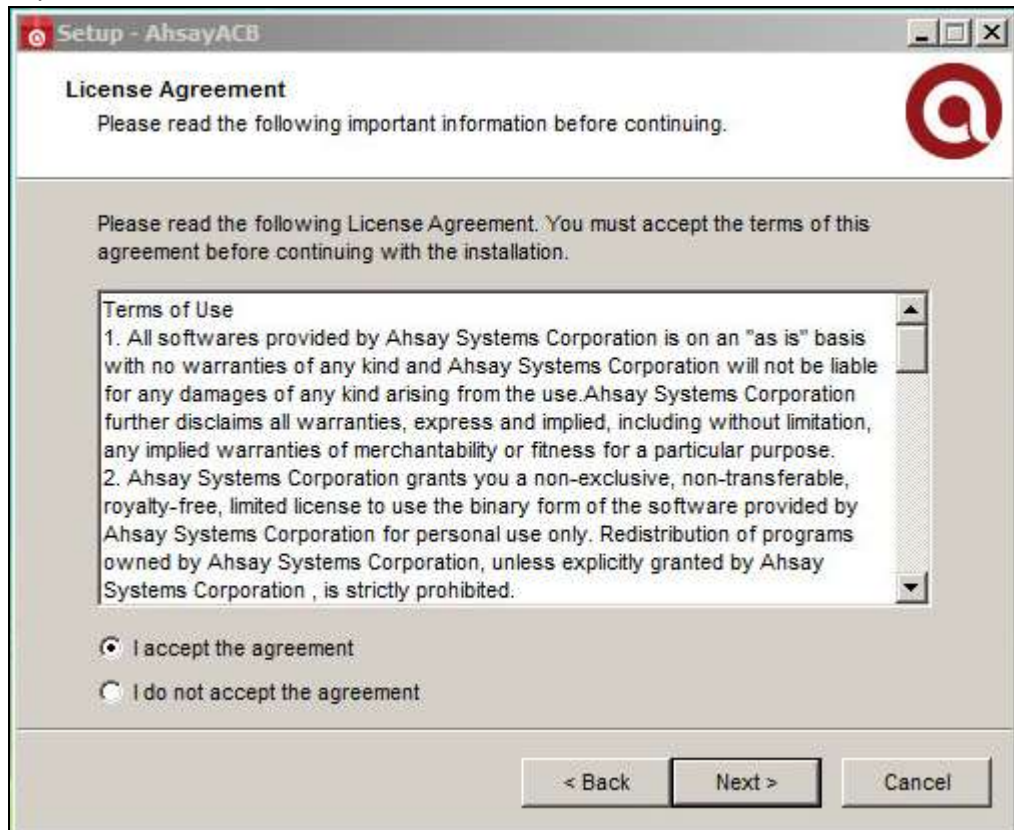 Setup - AhsayACB
License Agreement
Please read the following important information before continuing.
Please read the following License Agreement. You must accept the terms of this
agreement before continuing with the installation.
Terms of Use
1. All softwares provided by Ahsay Systems Corporation is on an "as is" basis
with no warranties of any kind and Ahsay Systems Corporation will not be liable
for any damages of any kind arising from the use.Ahsay Systems Corporation
further disclaims all warranties, express and implied, including without limitation,
any implied warranties of merchantability or fitness for a particular purpose.
2. Ahsay Systems Corporation grants you a non-exclusive, non-transferable,
royalty-free, limited license to use the binary form of the software provided by
Ahsay Systems Corporation for personal use only. Redistribution of programs
owned by Ahsay Systems Corporation, unless explicitly granted by Ahsay
Systems Corporation , is strictly prohibited.
I accept the agreement
I do not accept the agreement
< Back Next > Cancel